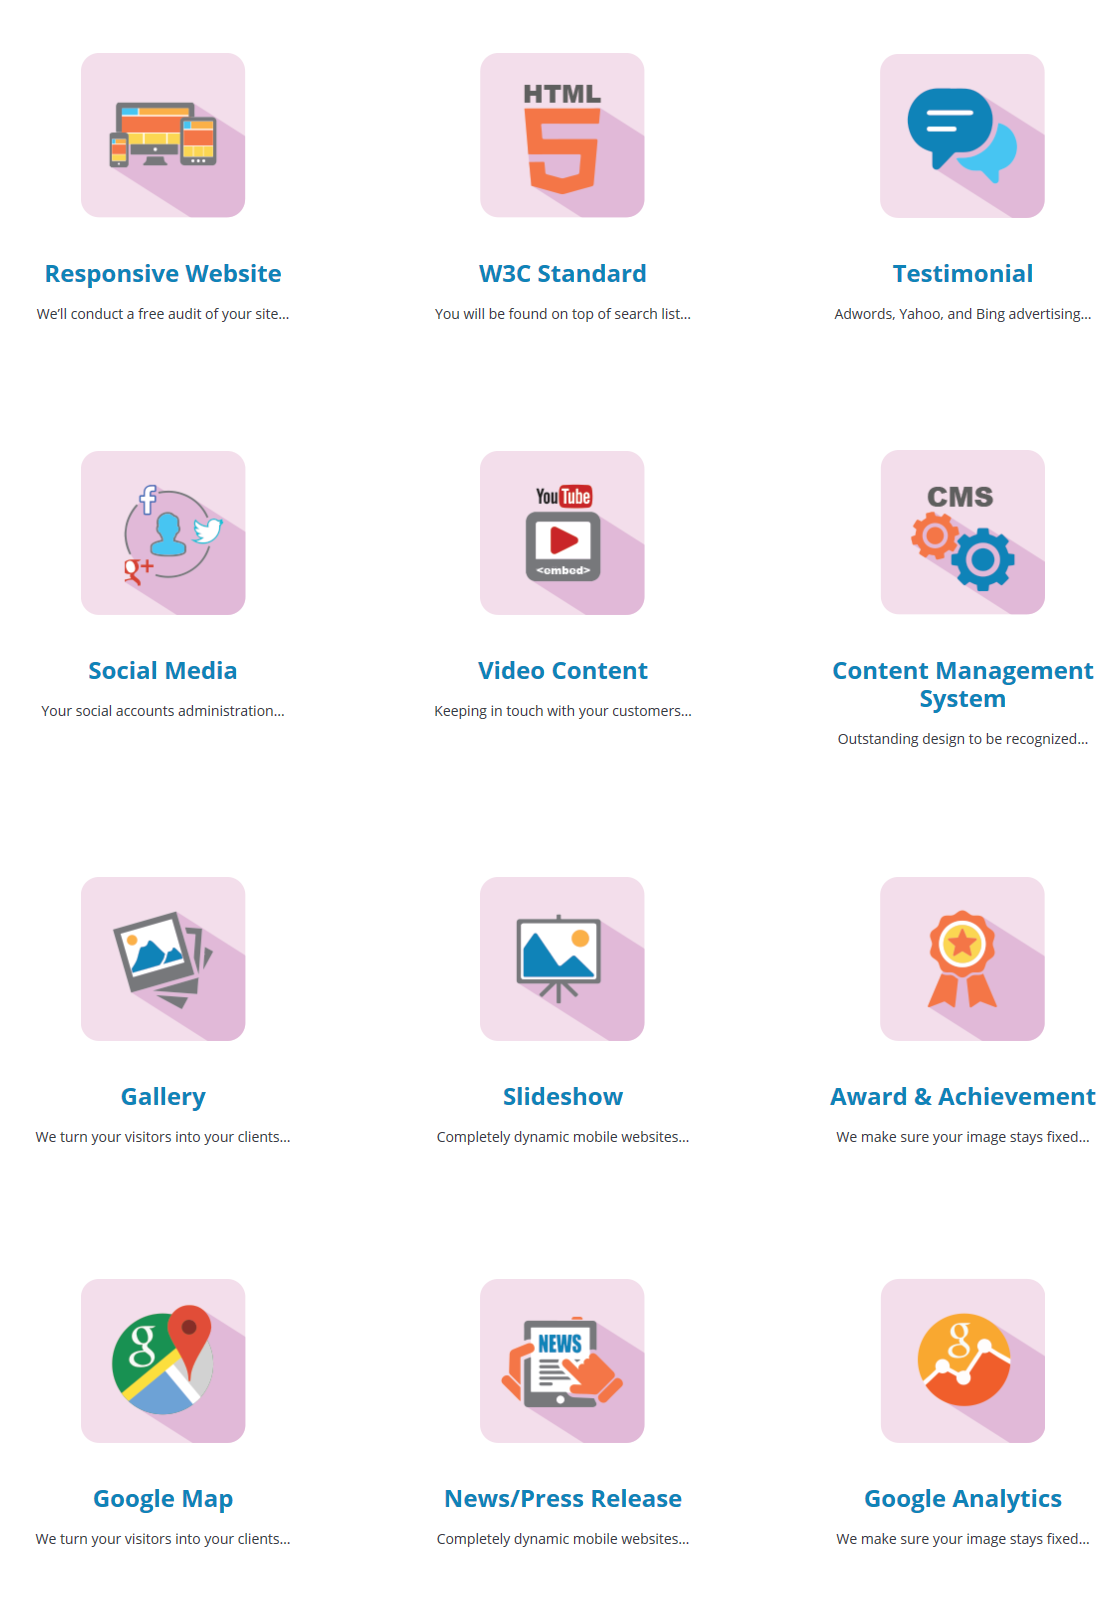 HTML
5
Responsive Website
We'll conduct a free audit of your site...
W3C Standard
You will be found on top of search list...
Testimonial
Adwords, Yahoo, and Bing advertising...
f
g+
YouTube
<embed>
CMS
Social Media
Your social accounts administration...
Video Content
Keeping in touch with your customers...
Content Management
System
Outstanding design to be recognized...
Gallery
We turn your visitors into your clients...
Slideshow
Completely dynamic mobile websites...
Award & Achievement
We make sure your image stays fixed...
g
NEWS
g
Google Map
We turn your visitors into your clients...
News/Press Release
Completely dynamic mobile websites...
Google Analytics
We make sure your image stays fixed...